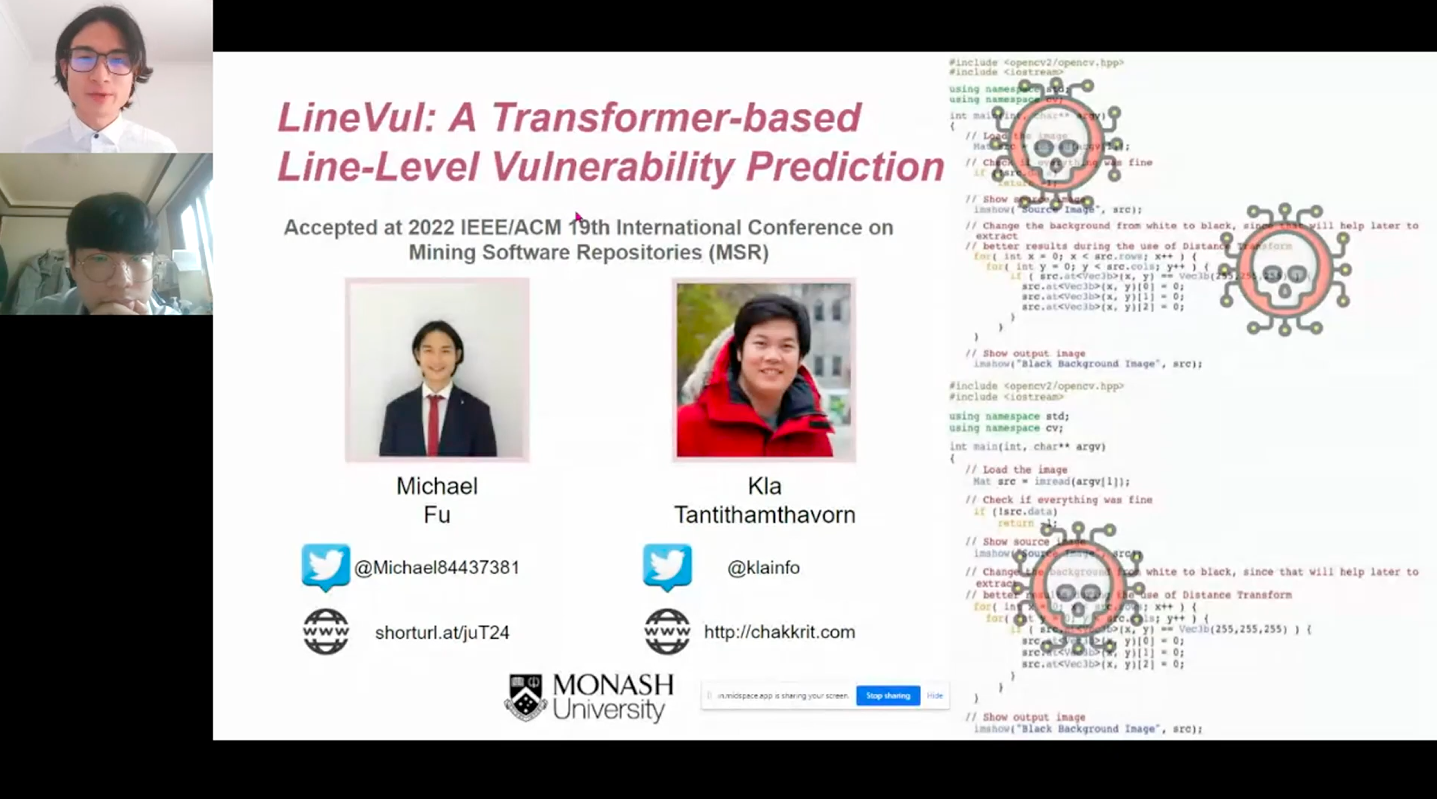 LineVul: A Transformer-based
Line-Level Vulnerability Prediction
Accepted at 2022 IEEE/ACM 19th International Conference on
Mining Software Repositories (MSR)
Michael
Fu
@Michael84437381
shorturl.at/juT24
Kla
Tantithamthavorn
@klainfo
http://chakkrit.com
WWW
WWW
MONASH
University
in.midspace.app is sharing your screen.
Stop sharing
Hide
#include <opencv2/opencv.hpp>
#include <iostream>
using namespace std;
using namespace cv;
int main(int, char** argv)
{
// Load the image
// Check if everything was fine
// Show source image
imshow("Source Image", src);
// Change the background from white to black, since that will help later to
extract
// better results during the use of Distance Transform
for( int x = 0; x < src.rows; x++ ) {
for( int y = 0; y < src.cols; y++ ) {
if ( src.at<Vec3b>(x, y) == Vec3b(255,255,255) ) {
src.at<Vec3b>(x, y)[0] = 0;
src.at<Vec3b>(x, y)[1] = 0;
src.at<Vec3b>(x, y)[2] = 0;
}
}
}
// Show output image
imshow("Black Background Image", src);
#include <opencv2/opencv.hpp>
#include <iostream>
using namespace std;
using namespace cv;
int main(int, char** argv)
{
// Load the image
Mat src = imread(argv[1]);
// Check if everything was fine
if (!src.data)
return -1;
// Show source image
imshow("Source Image", src);
// Change the background from white to black, since that will help later to
extract
// better results during the use of Distance Transform
for( int x = 0; x < src.rows; x++ ) {
for( int y = 0; y < src.cols; y++ ) {
if ( src.at<Vec3b>(x, y) == Vec3b(255,255,255) ) {
src.at<Vec3b>(x, y)[0] = 0;
src.at<Vec3b>(x, y)[1] = 0;
src.at<Vec3b>(x, y)[2] = 0;
}
}
}
// Show output image
imshow("Black Background Image", src);